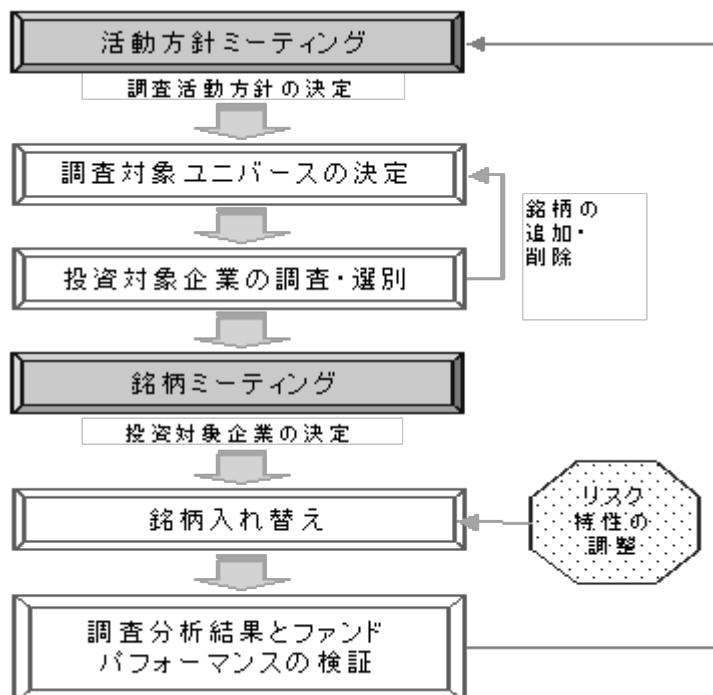 活動方針ミーティング
調査活動方針の決定
調査対象ユニバースの決定
銘柄の
追加・
削除
投資対象企業の調査・選別
銘柄ミーティング
投資対象企業の決定
銘柄入れ替え
リスク
特性の
調整
調査分析結果とファンド
パフォーマンスの検証